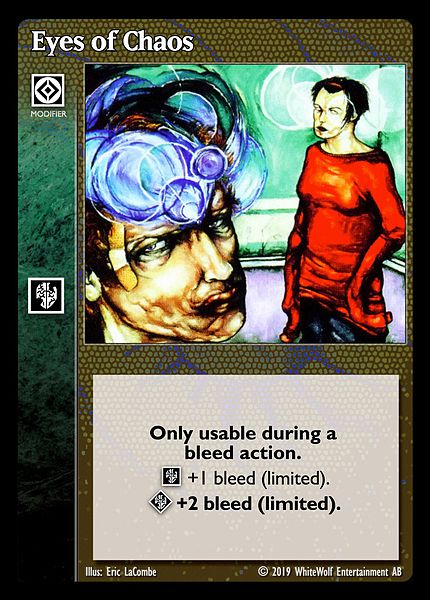 Eyes of Chaos
MODIFIER
Only usable during a
bleed action.
+1 bleed (limited).
+2 bleed (limited).
Illus: Eric LaCombe
© 2019 WhiteWolf Entertainment AB